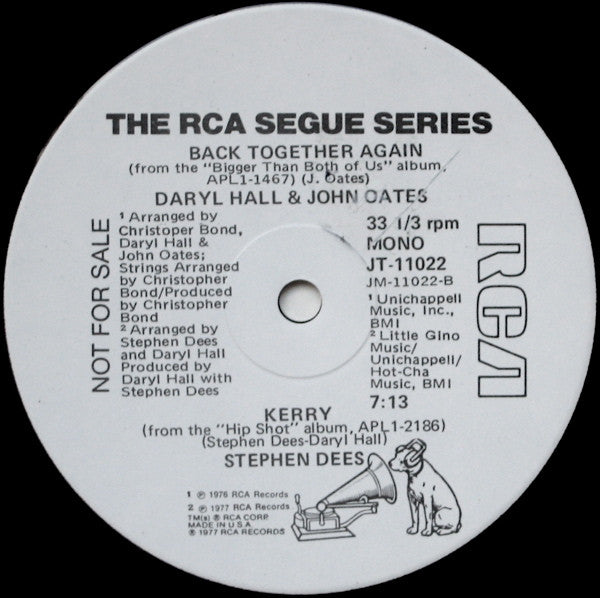 THE RCA SEGUE SERIES
BACK TOGETHER AGAIN
(from the "Bigger Than Both of Us" album,
APL1-1467) (J. Oates)
DARYL HALL & JOHN OATES
NOT FOR SALE
1 Arranged by
Christoper Bond,
Daryl Hall &
John Oates;
Strings Arranged
by Christopher
Bond/Produced
by Christopher
Bond
2 Arranged by
Stephen Dees
and Daryl Hall
Produced by
Daryl Hall with
Stephen Dees
33 1/3 rpm
MONO
JT-11022
JM-11022-B
1 Unichappell
Music, Inc.,
BMI
2 Little Gino
Music/
Unichappell/
Hot-Cha
Music, BMI
7:13
RCA
KERRY
(from the "Hip Shot" album, APL1-2186)
(Stephen Dees-Daryl Hall)
STEPHEN DEES
1 ℗ 1976 RCA Records
2 ℗ 1977 RCA Records
TM(s) ® RCA CORP.
MADE IN U.S.A.
℗ 1977 RCA RECORDS